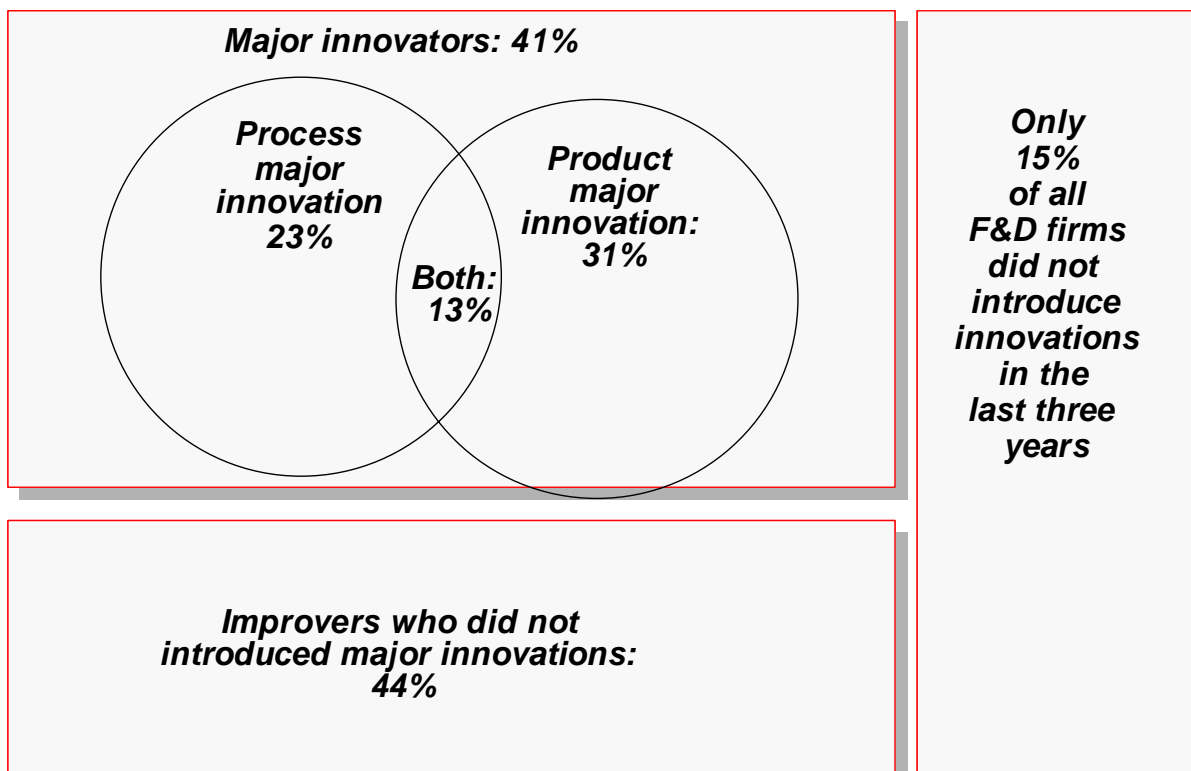 Major innovators: 41%
Process
major
innovation
23%
Both:
13%
Product
major
innovation:
31%
Only
15%
of all
F&D firms
did not
introduce
innovations
in the
last three
years
Improvers who did not
introduced major innovations:
44%